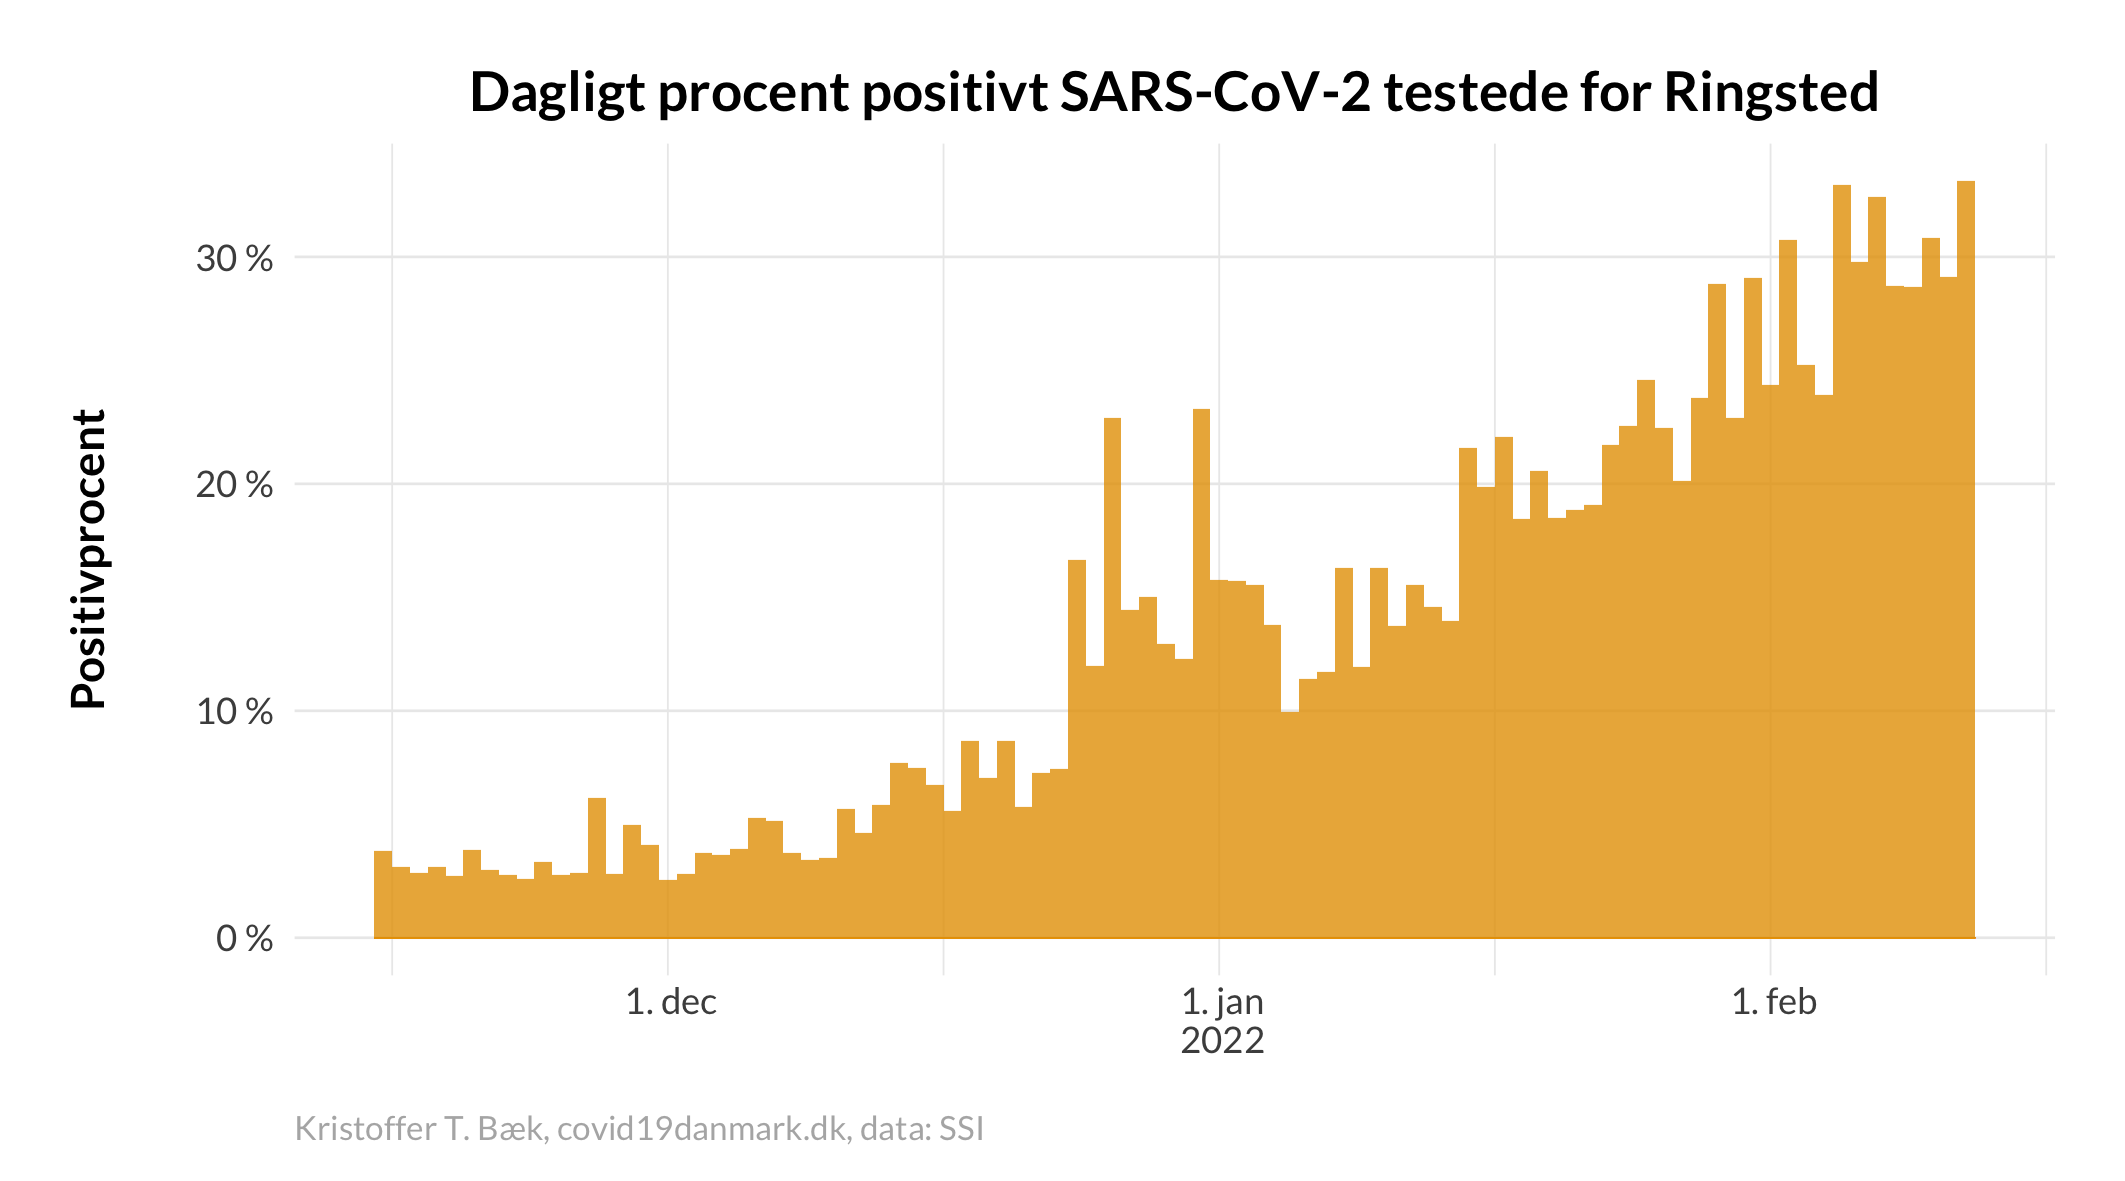 Dagligt procent positivt SARS-CoV-2 testede for Ringsted
Positivprocent
30 %
20 %
10 %
0 %
1. dec
1. jan
2022
1. feb
Kristoffer T. Bæk, covid19danmark.dk, data: SSI